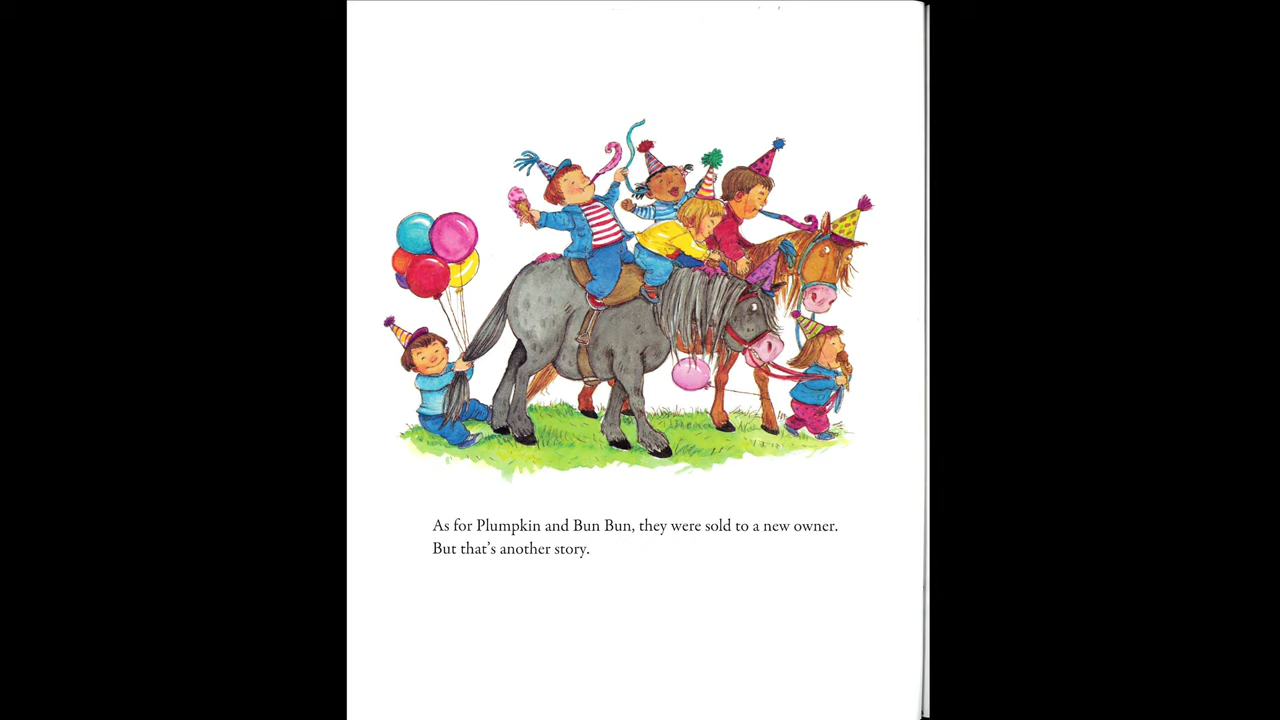 As for Plumpkin and Bun Bun, they were sold to a new owner.
But that’s another story.